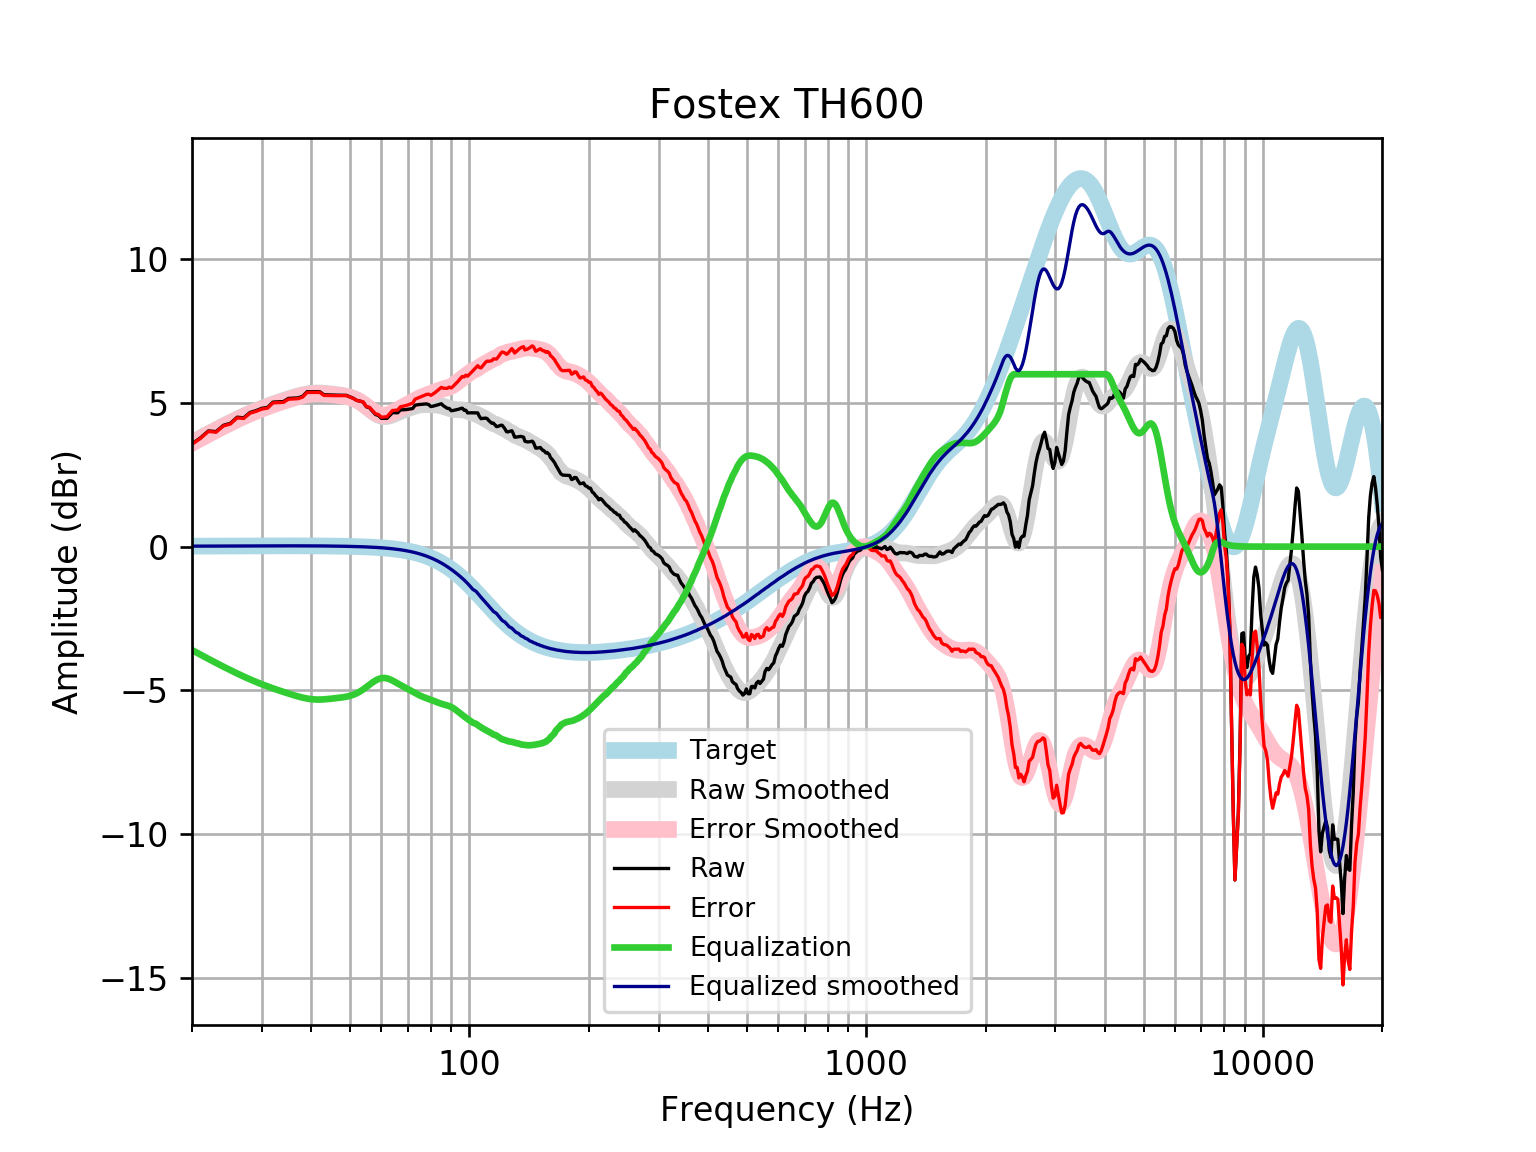 Fostex TH600
10
5
0
−5
−10
−15
Amplitude (dBr)
Target
Raw Smoothed
Error Smoothed
Raw
Error
Equalization
Equalized smoothed
100
1000
10000
Frequency (Hz)